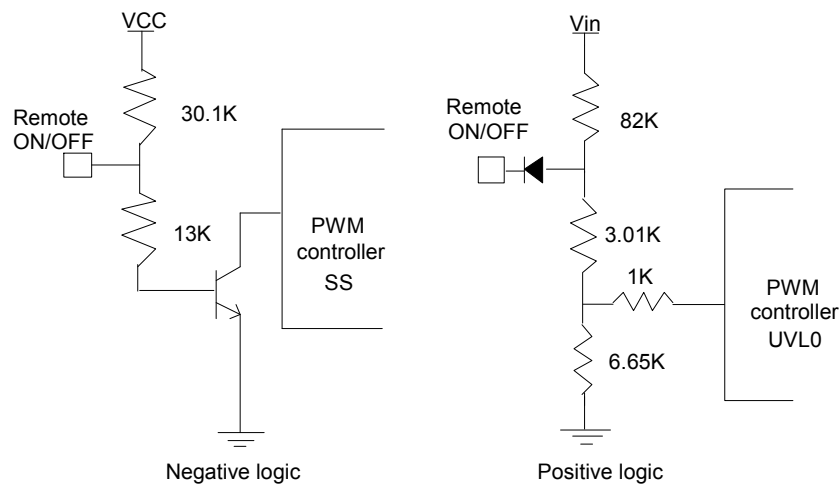 VCC
30.1K
Remote
ON/OFF
13K
PWM
controller
SS
Negative logic
Vin
Remote
ON/OFF
82K
3.01K
1K
PWM
controller
UVL0
6.65K
Positive logic